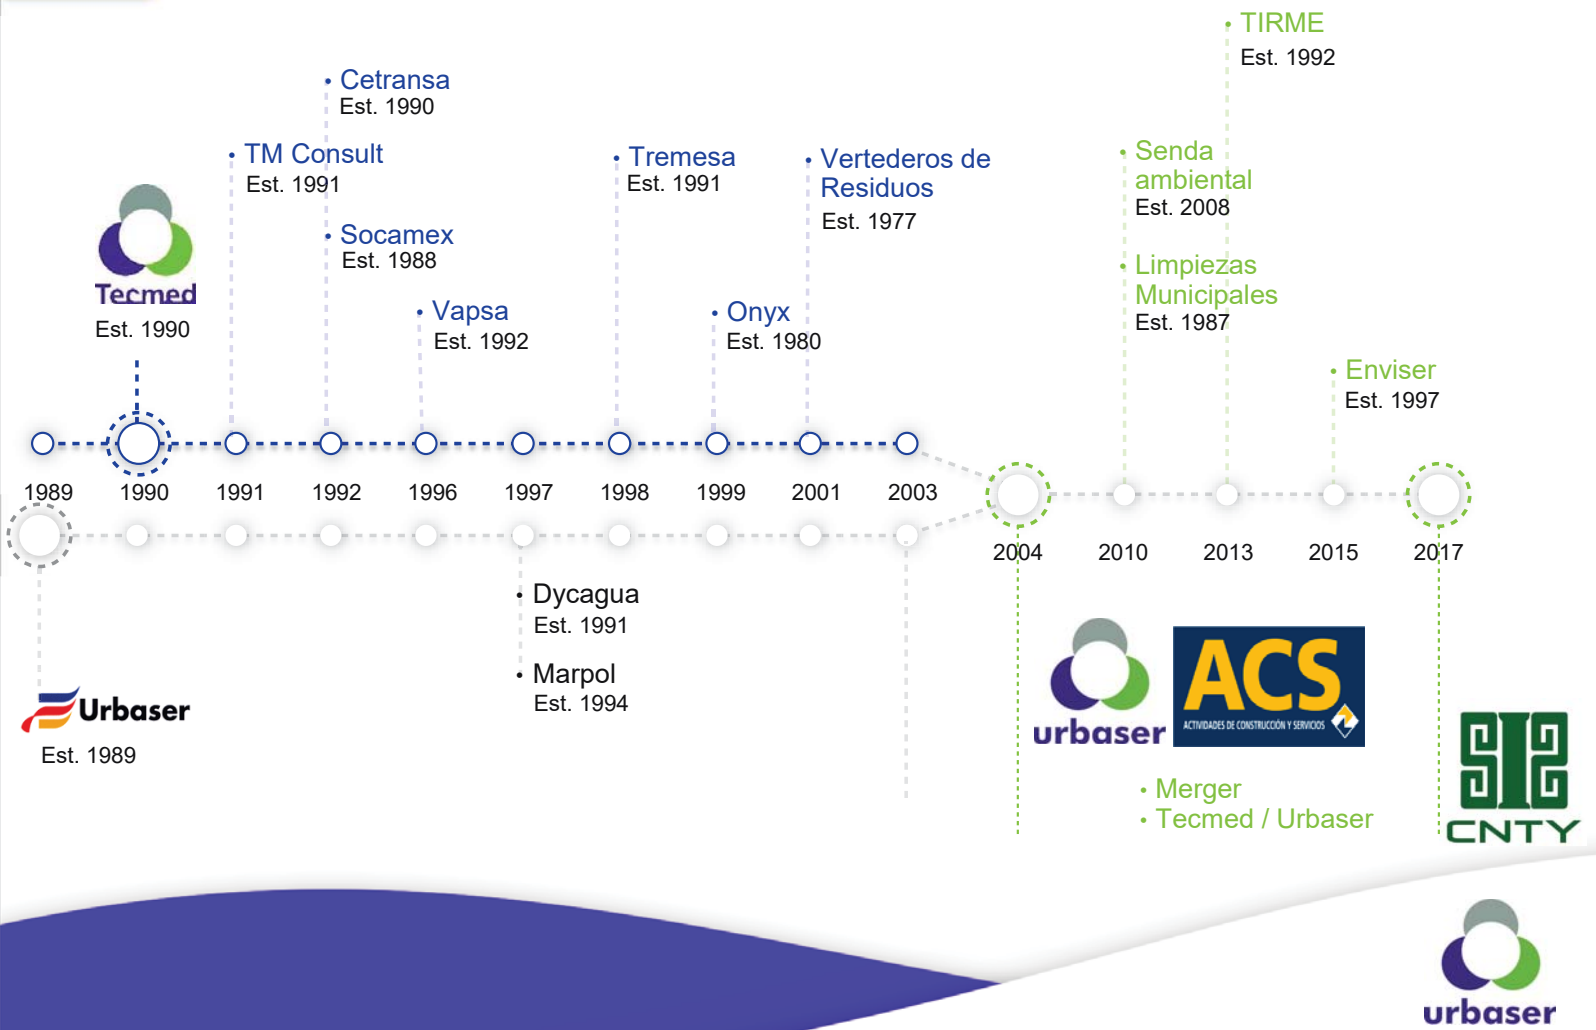 TIRME
Est. 1992
Cetransa
Est. 1990
TM Consult
Est. 1991
Tremesa
Est. 1991
Vertederos de
Residuos
Est. 1977
Senda
ambiental
Est. 2008
Socamex
Est. 1988
Limpiezas
Municipales
Est. 1987
Tecmed
Est. 1990
Vapsa
Est. 1992
Onyx
Est. 1980
Enviser
Est. 1997
1989 1990 1991 1992 1996 1997 1998 1999 2001 2003
2004 2010 2013 2015 2017
Dycagua
Est. 1991
Marpol
Est. 1994
Urbaser
Est. 1989
urbaser
ACS
ACTIVIDADES DE CONSTRUCCIÓN Y SERVICIOS
Merger
Tecmed / Urbaser
CNTY
urbaser